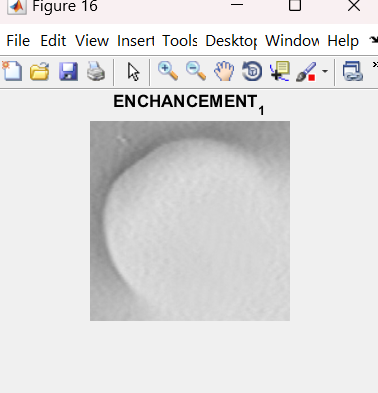 Figure 16
File Edit View Insert Tools Desktop Window Help
ENCHANCEMENT1